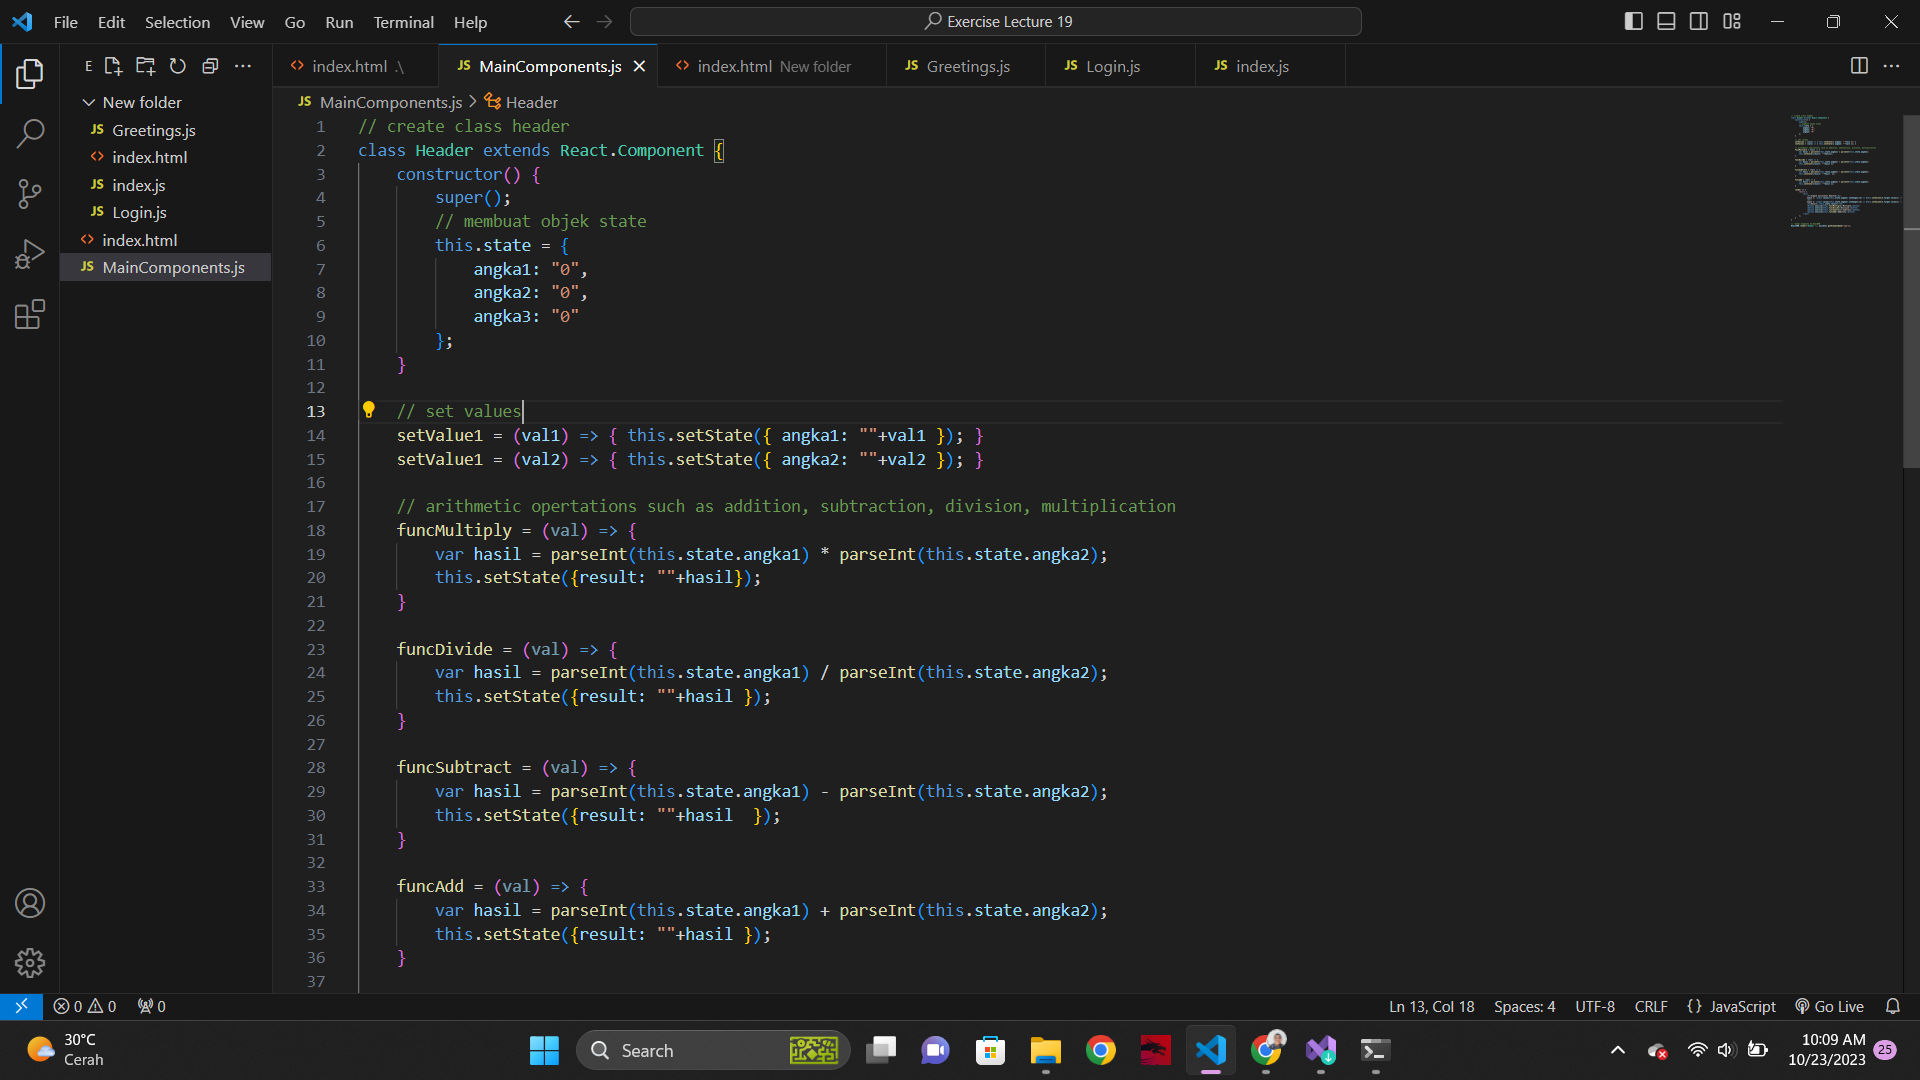 File Edit Selection View Go Run Terminal Help
Exercise Lecture 19
E
index.html .\
MainComponents.js
index.html New folder
Greetings.js
Login.js
index.js
New folder
Greetings.js
index.html
index.js
Login.js
index.html
MainComponents.js
MainComponents.js > Header
1 // create class header
2 class Header extends React.Component {
3 constructor() {
4 super();
5 // membuat objek state
6 this.state = {
7 angka1: "0",
8 angka2: "0",
9 angka3: "0"
10 };
11 }
12
13 // set values
14 setValue1 = (val1) => { this.setState({ angka1: ""+val1 }); }
15 setValue1 = (val2) => { this.setState({ angka2: ""+val2 }); }
16
17 // arithmetic opertations such as addition, subtraction, division, multiplication
18 funcMultiply = (val) => {
19 var hasil = parseInt(this.state.angka1) * parseInt(this.state.angka2);
20 this.setState({result: ""+hasil});
21 }
22
23 funcDivide = (val) => {
24 var hasil = parseInt(this.state.angka1) / parseInt(this.state.angka2);
25 this.setState({result: ""+hasil });
26 }
27
28 funcSubtract = (val) => {
29 var hasil = parseInt(this.state.angka1) - parseInt(this.state.angka2);
30 this.setState({result: ""+hasil  });
31 }
32
33 funcAdd = (val) => {
34 var hasil = parseInt(this.state.angka1) + parseInt(this.state.angka2);
35 this.setState({result: ""+hasil });
36 }
37
0 0 0
Ln 13, Col 18 Spaces: 4 UTF-8 CRLF {} JavaScript Go Live
30°C
Cerah
Search
10:09 AM
10/23/2023
25